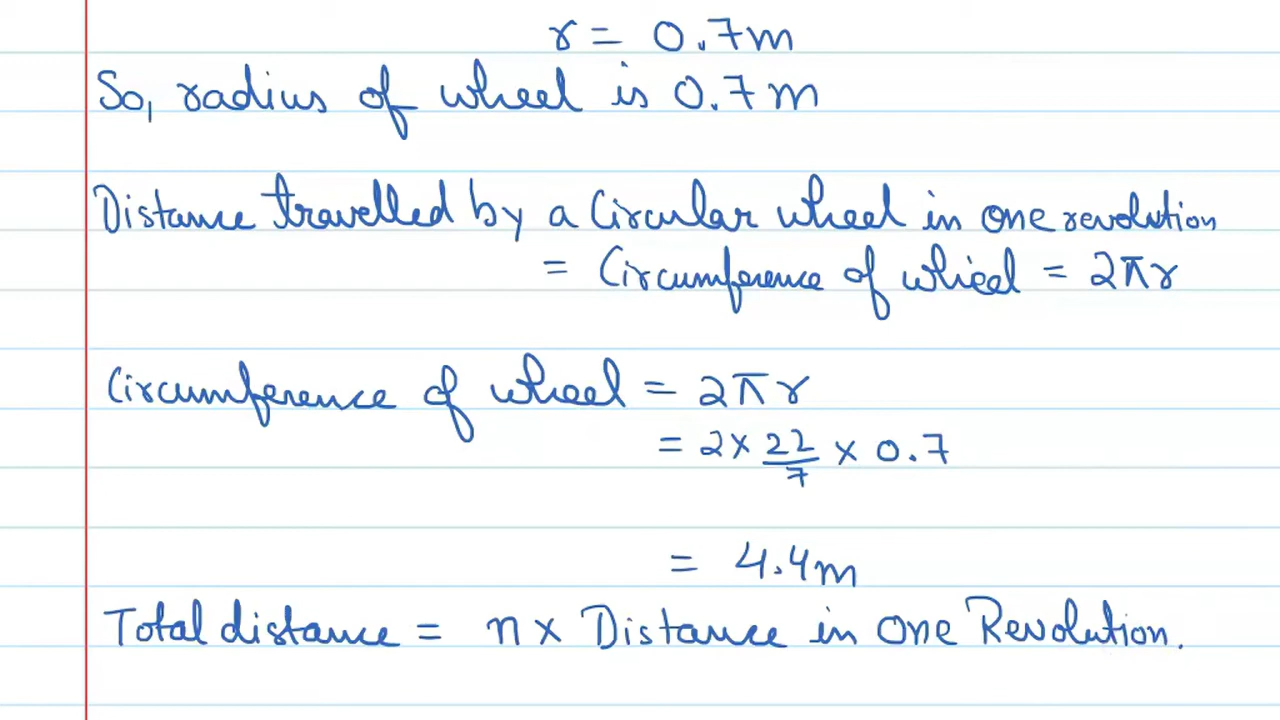 r = 0.7m
So, radius of wheel is 0.7m
Distance travelled by a Circular wheel in one revolution
= Circumference of wheel = 2πr
Circumference of wheel = 2πr
= 2 × 22/7 × 0.7
= 4.4m
Total distance = n × Distance in one Revolution.